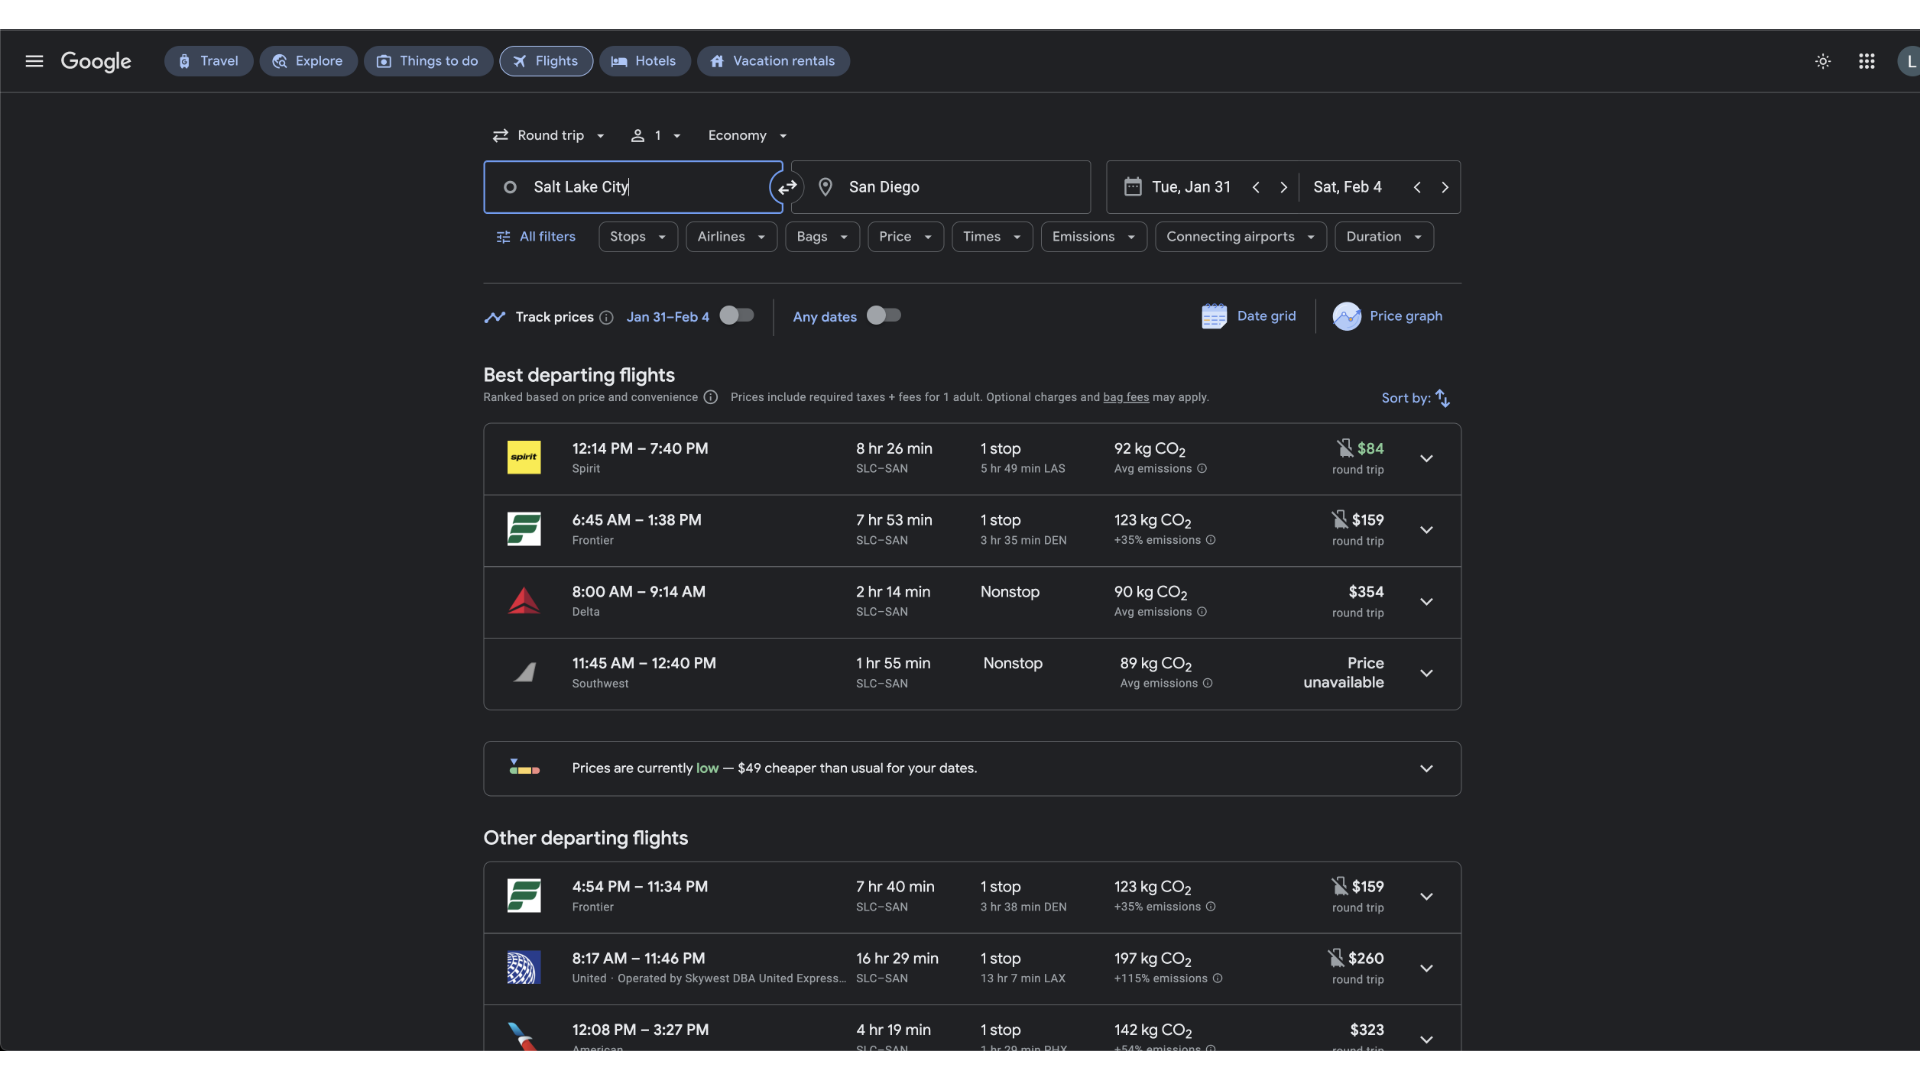 Google Travel Explore Things to do Flights Hotels Vacation rentals L
Round trip 1 Economy
Salt Lake City San Diego Tue, Jan 31 Sat, Feb 4
All filters Stops Airlines Bags Price Times Emissions Connecting airports Duration
Track prices Jan 31–Feb 4 Any dates Date grid Price graph
Best departing flights
Ranked based on price and convenience Prices include required taxes + fees for 1 adult. Optional charges and bag fees may apply. Sort by:
spirit 12:14 PM – 7:40 PM 8 hr 26 min 1 stop 92 kg CO2 $84
Spirit SLC–SAN 5 hr 49 min LAS Avg emissions round trip
6:45 AM – 1:38 PM 7 hr 53 min 1 stop 123 kg CO2 $159
Frontier SLC–SAN 3 hr 35 min DEN +35% emissions round trip
8:00 AM – 9:14 AM 2 hr 14 min Nonstop 90 kg CO2 $354
Delta SLC–SAN Avg emissions round trip
11:45 AM – 12:40 PM 1 hr 55 min Nonstop 89 kg CO2 Price unavailable
Southwest SLC–SAN Avg emissions
Prices are currently low — $49 cheaper than usual for your dates.
Other departing flights
4:54 PM – 11:34 PM 7 hr 40 min 1 stop 123 kg CO2 $159
Frontier SLC–SAN 3 hr 38 min DEN +35% emissions round trip
8:17 AM – 11:46 PM 16 hr 29 min 1 stop 197 kg CO2 $260
United · Operated by Skywest DBA United Express... SLC–SAN 13 hr 7 min LAX +115% emissions round trip
12:08 PM – 3:27 PM 4 hr 19 min 1 stop 142 kg CO2 $323
American SLC–SAN 1 hr 29 min PHX +54% emissions round trip